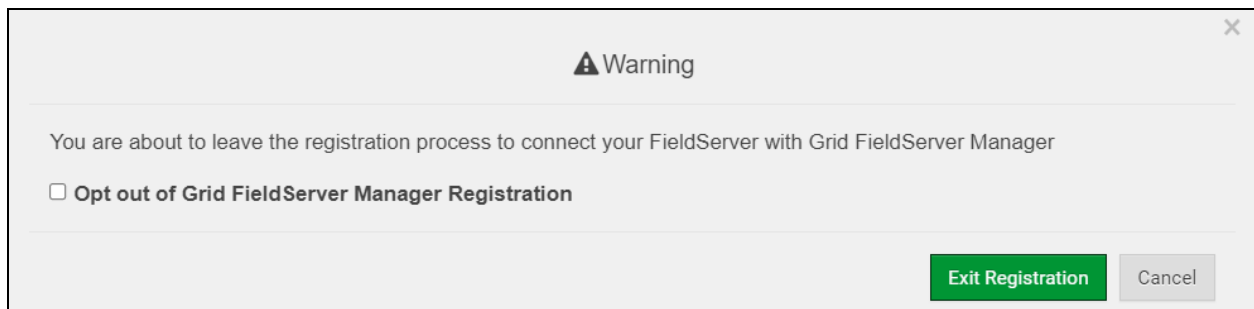 Warning
You are about to leave the registration process to connect your FieldServer with Grid FieldServer Manager
Opt out of Grid FieldServer Manager Registration
Exit Registration
Cancel